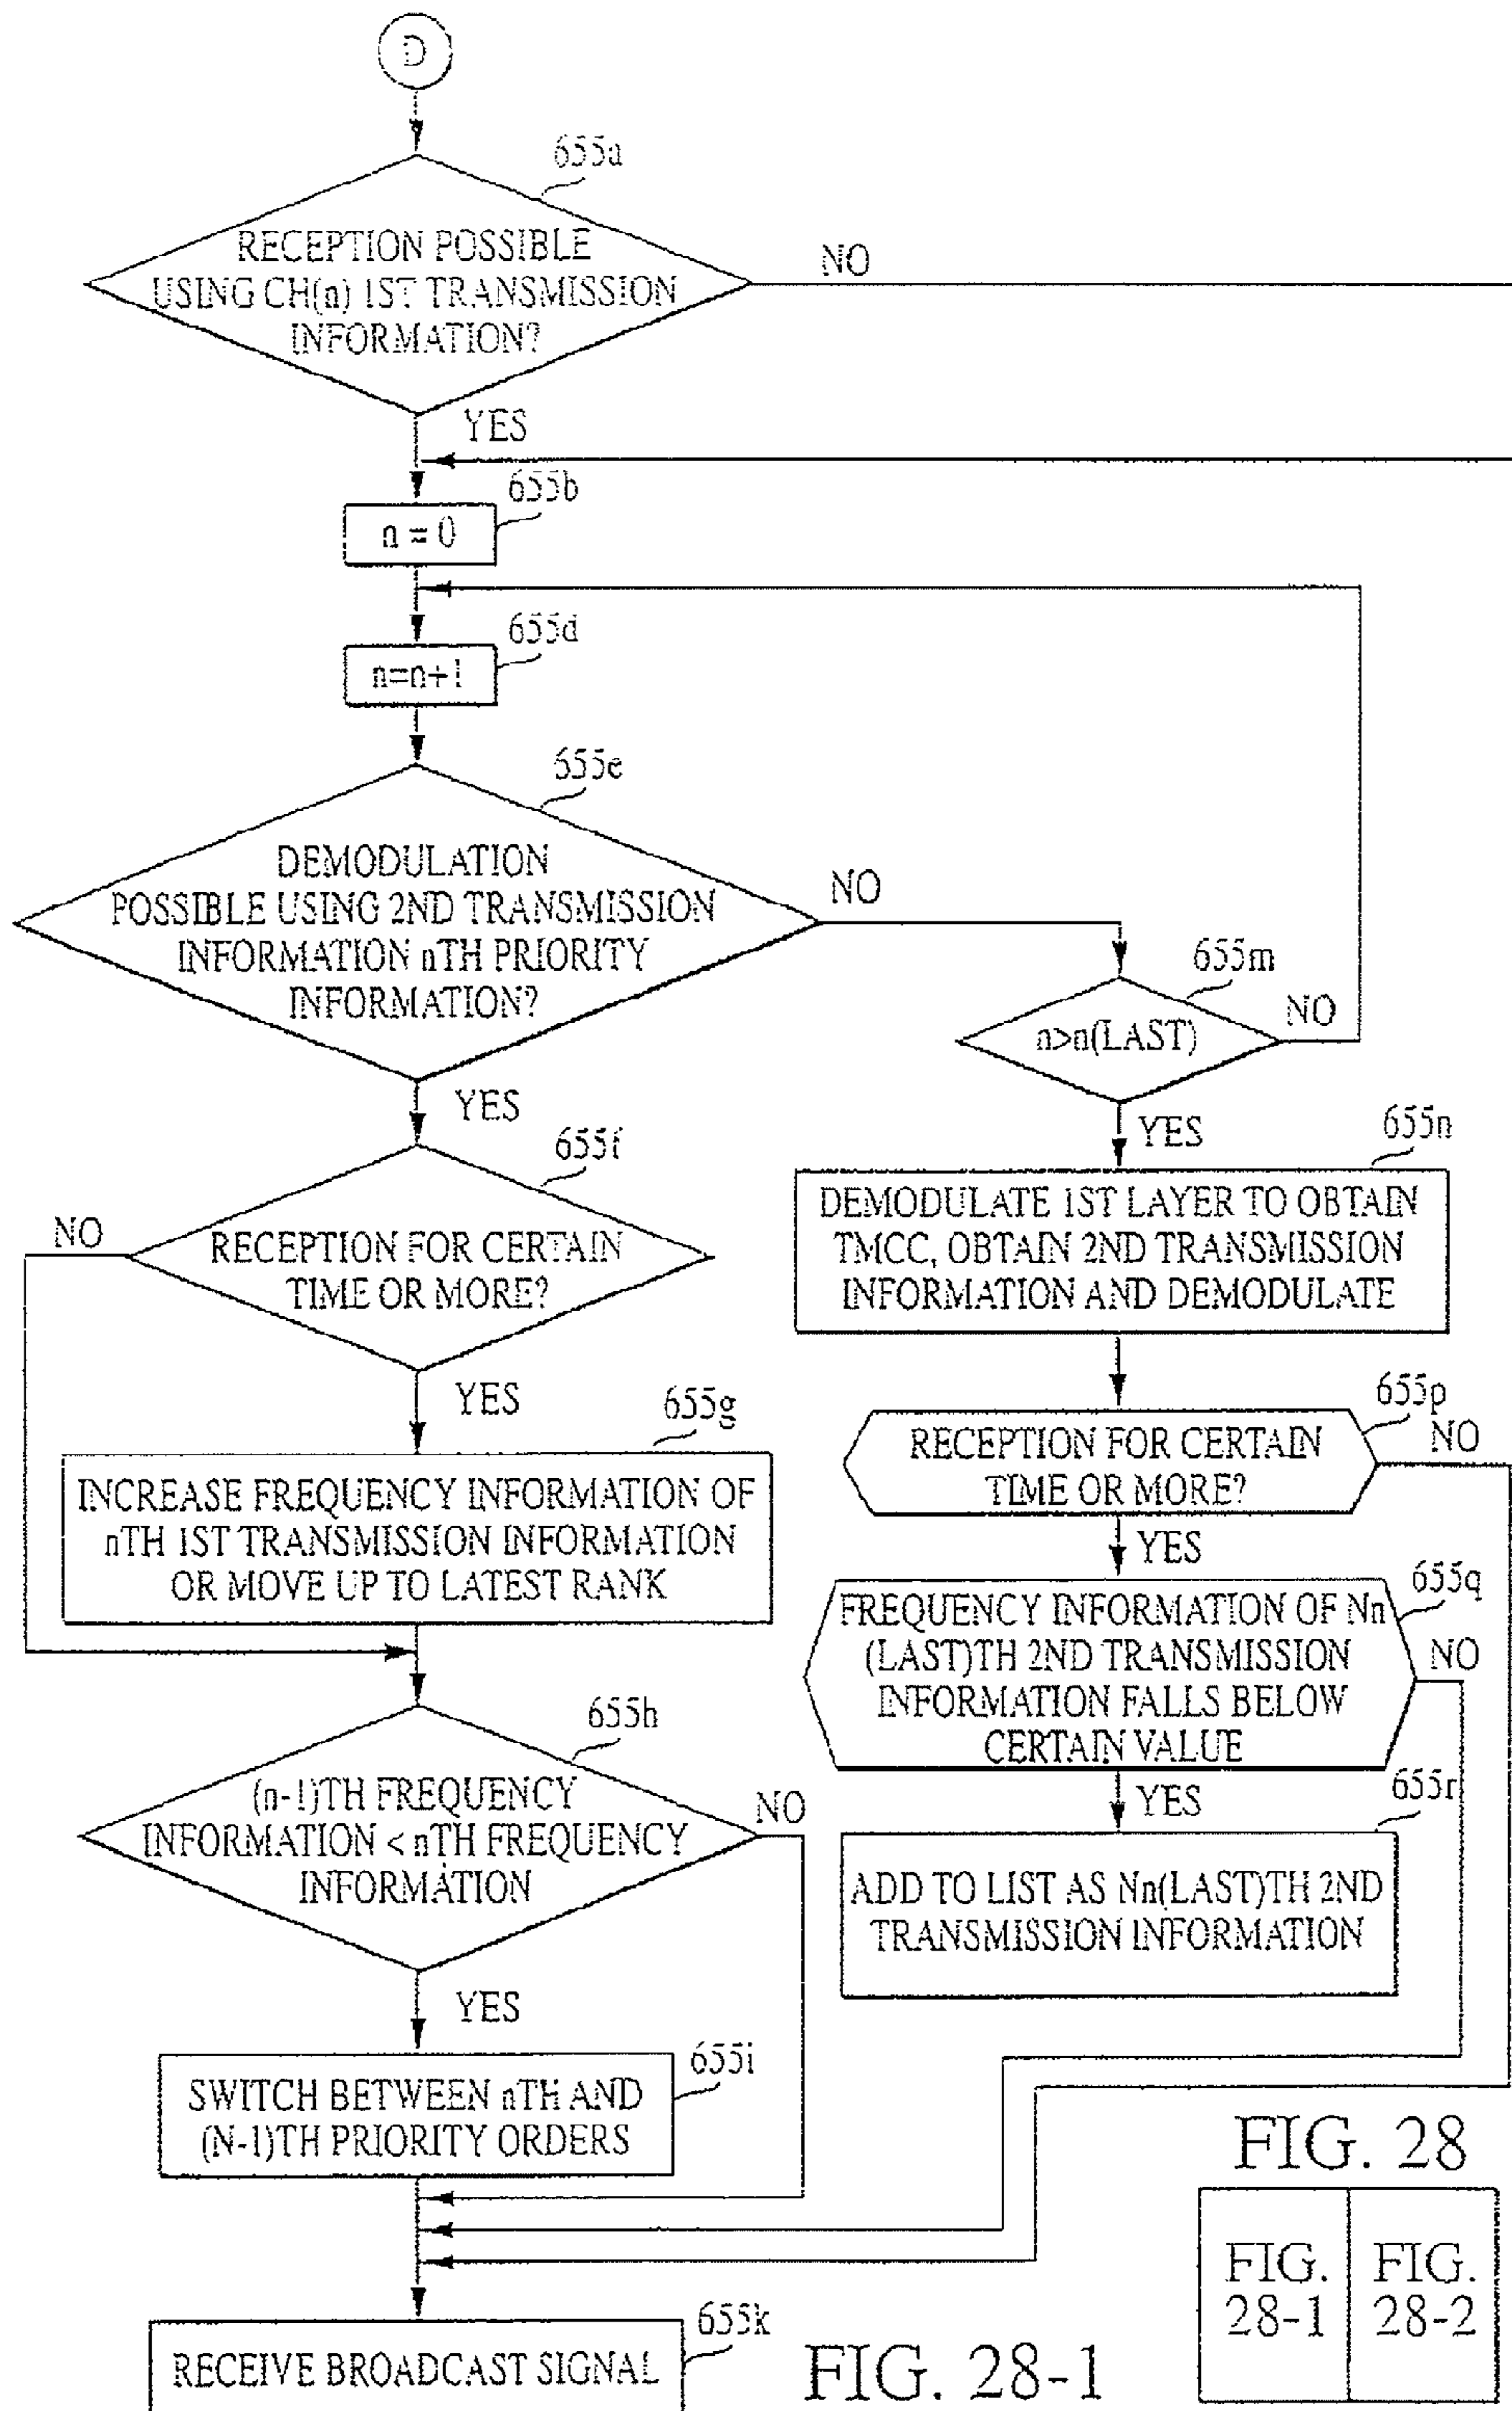 D
655a
RECEPTION POSSIBLE
USING CH(n) 1ST TRANSMISSION
INFORMATION?
NO
YES
655b
n = 0
655d
n=n+1
655e
DEMODULATION
POSSIBLE USING 2ND TRANSMISSION
INFORMATION nTH PRIORITY
INFORMATION?
NO
YES
655m
n>n(LAST)
NO
YES
655f
RECEPTION FOR CERTAIN
TIME OR MORE?
NO
YES
655n
DEMODULATE 1ST LAYER TO OBTAIN
TMCC, OBTAIN 2ND TRANSMISSION
INFORMATION AND DEMODULATE
655g
INCREASE FREQUENCY INFORMATION OF
nTH 1ST TRANSMISSION INFORMATION
OR MOVE UP TO LATEST RANK
655p
RECEPTION FOR CERTAIN
TIME OR MORE?
NO
YES
655q
FREQUENCY INFORMATION OF Nn
(LAST)TH 2ND TRANSMISSION
INFORMATION FALLS BELOW
CERTAIN VALUE
NO
YES
655h
(n-1)TH FREQUENCY
INFORMATION < nTH FREQUENCY
INFORMATION
NO
YES
655r
ADD TO LIST AS Nn(LAST)TH 2ND
TRANSMISSION INFORMATION
655i
SWITCH BETWEEN nTH AND
(N-1)TH PRIORITY ORDERS
655k
RECEIVE BROADCAST SIGNAL
FIG. 28-1
FIG. 28
FIG.
28-1
FIG.
28-2